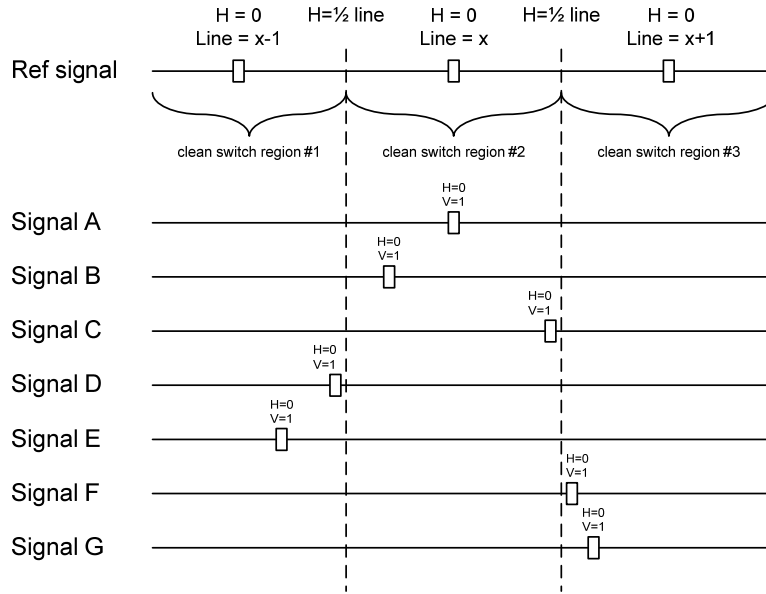 H = 0 H=½ line H = 0 H=½ line H = 0
Line = x-1 Line = x Line = x+1
Ref signal
clean switch region #1 clean switch region #2 clean switch region #3
H=0
V=1
Signal A
H=0
V=1
Signal B
H=0
V=1
Signal C
H=0
V=1
Signal D
H=0
V=1
Signal E
H=0
V=1
Signal F
H=0
V=1
Signal G